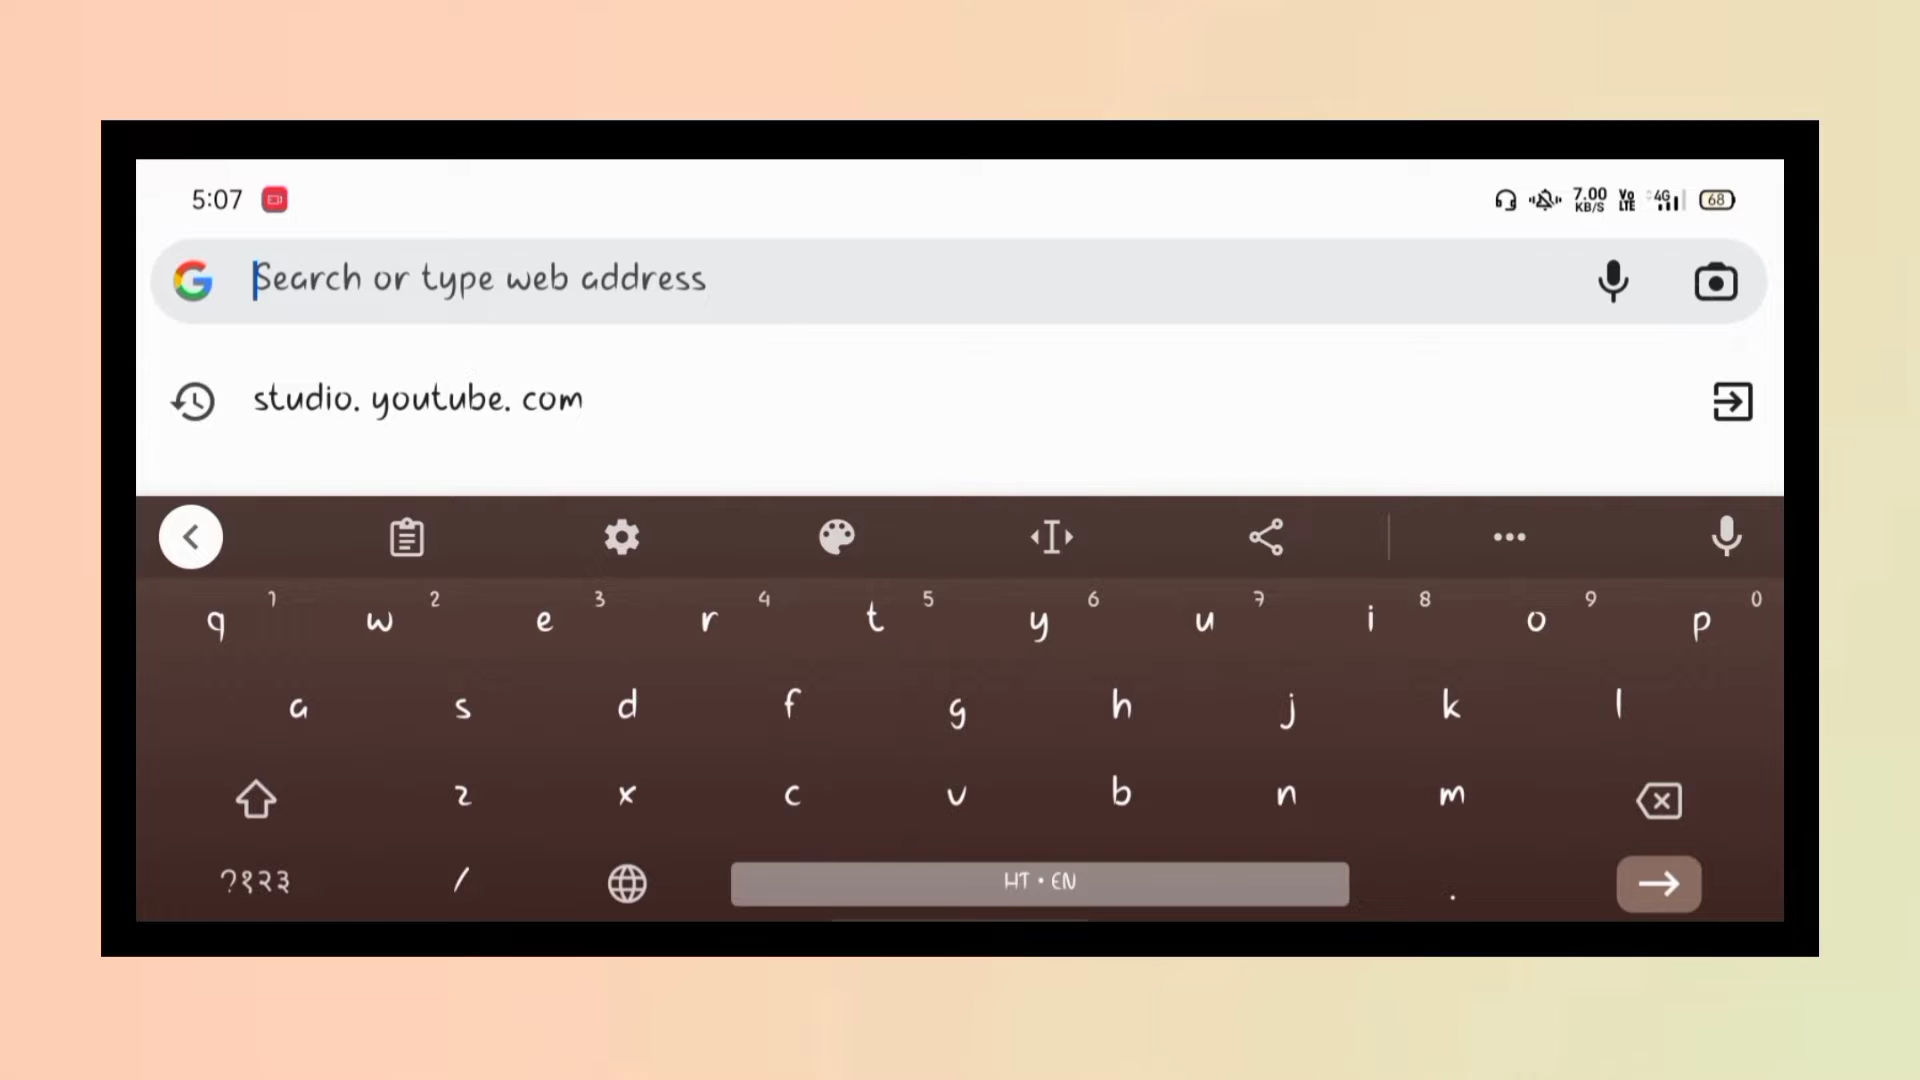 5:07 7.00 KB/S Vo LTE 4G 68
Search or type web address
studio. youtube. com
1 2 3 4 5 6 7 8 9 0
q w e r t y u i o p
a s d f g h j k l
z x c v b n m
?१२३ / HT • EN .